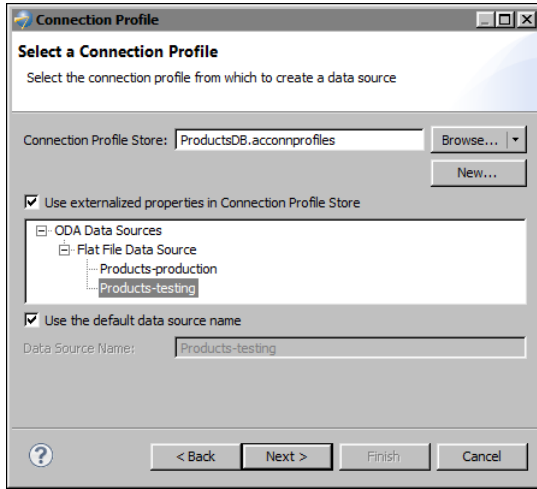 Connection Profile
Select a Connection Profile
Select the connection profile from which to create a data source
Connection Profile Store: ProductsDB.acconnprofiles Browse...
New...
Use externalized properties in Connection Profile Store
ODA Data Sources
Flat File Data Source
Products-production
Products-testing
Use the default data source name
Data Source Name: Products-testing
? < Back Next > Finish Cancel